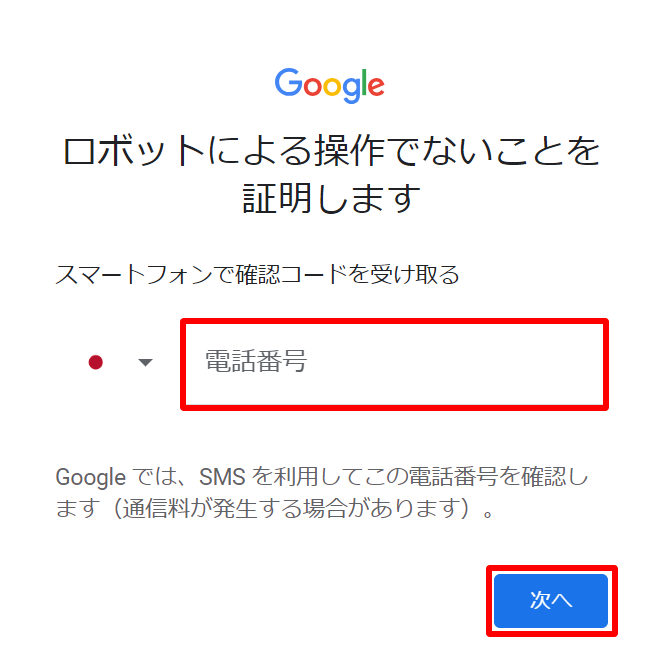 Google
ロボットによる操作でないことを
証明します
スマートフォンで確認コードを受け取る
電話番号
Google では、SMS を利用してこの電話番号を確認し
ます（通信料が発生する場合があります）。
次へ